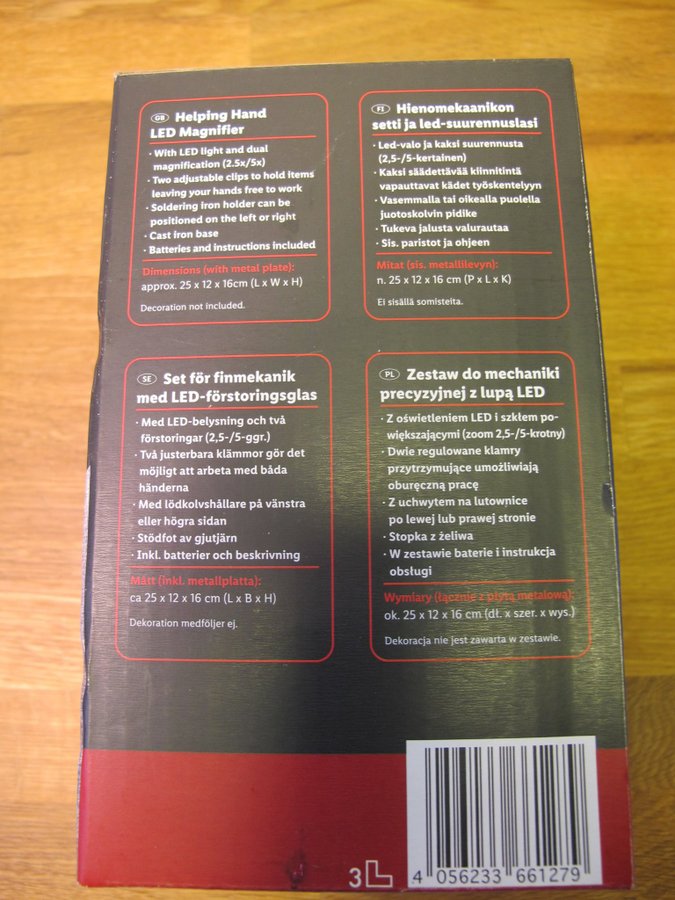 GB Helping Hand
LED Magnifier
· With LED light and dual
magnification (2.5x/5x)
· Two adjustable clips to hold items
leaving your hands free to work
· Soldering iron holder can be
positioned on the left or right
· Cast iron base
· Batteries and instructions included
Dimensions (with metal plate):
approx. 25 x 12 x 16cm (L x W x H)
Decoration not included.
FI Hienomekaanikon
setti ja led-suurennuslasi
· Led-valo ja kaksi suurennusta
(2,5-/5-kertainen)
· Kaksi säädettävää kiinnitintä
vapauttavat kädet työskentelyyn
· Vasemmalla tai oikealla puolella
juotoskolvin pidike
· Tukeva jalusta valurautaa
· Sis. paristot ja ohjeen
Mitat (sis. metallilevyn):
n. 25 x 12 x 16 cm (P x L x K)
Ei sisällä somisteita.
SE Set för finmekanik
med LED-förstoringsglas
· Med LED-belysning och två
förstoringar (2,5-/5-ggr.)
· Två justerbara klämmor gör det
möjligt att arbeta med båda
händerna
· Med lödkolvshållare på vänstra
eller högra sidan
· Stödfot av gjutjärn
· Inkl. batterier och beskrivning
Mått (inkl. metallplatta):
ca 25 x 12 x 16 cm (L x B x H)
Dekoration medföljer ej.
PL Zestaw do mechaniki
precyzyjnej z lupą LED
· Z oświetleniem LED i szkłem po-
większającymi (zoom 2,5-/5-krotny)
· Dwie regulowane klamry
przytrzymujące umożliwiają
oburęczną pracę
· Z uchwytem na lutownice
po lewej lub prawej stronie
· Stopka z żeliwa
· W zestawie baterie i instrukcja
obsługi
Wymiary (łącznie z płytą metalową):
ok. 25 x 12 x 16 cm (dł. x szer. x wys.)
Dekoracja nie jest zawarta w zestawie.
3L
4 056233 661279